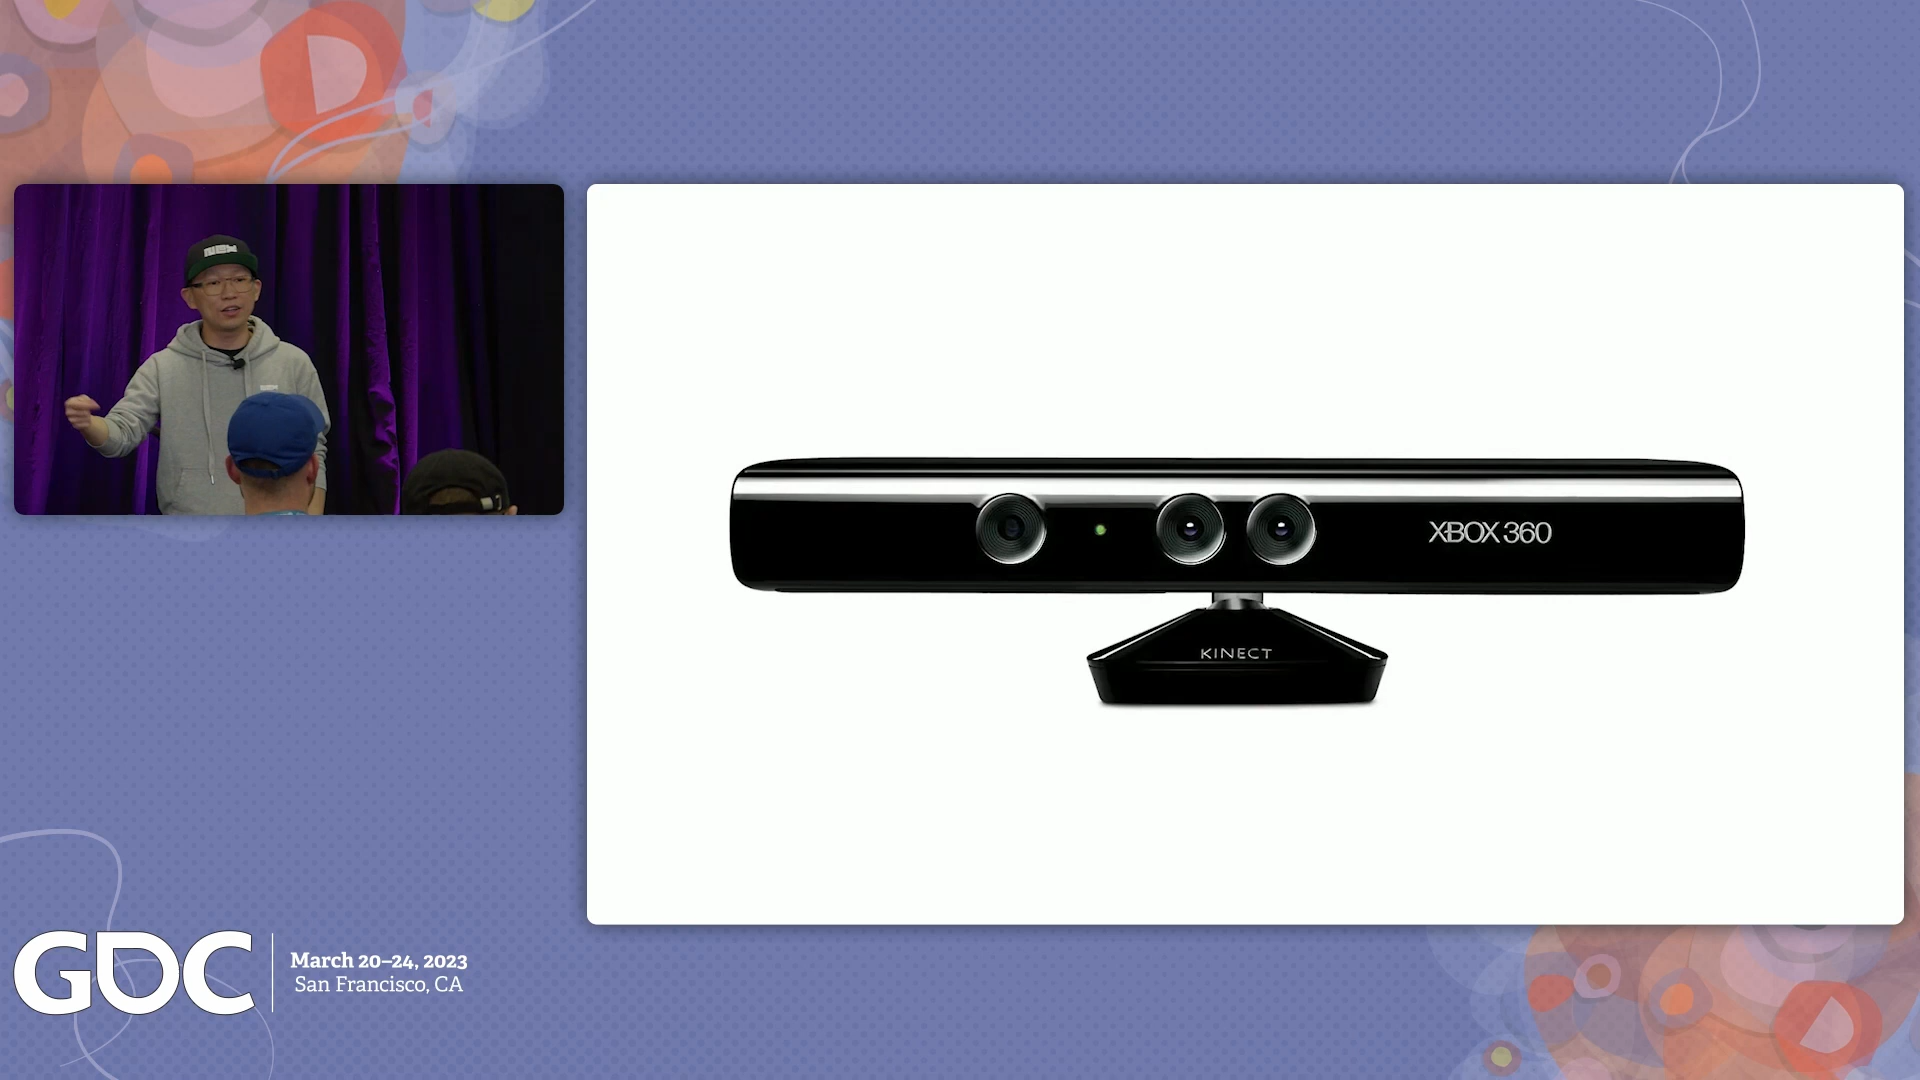 XBOX 360
KINECT
GDC
March 20–24, 2023
San Francisco, CA